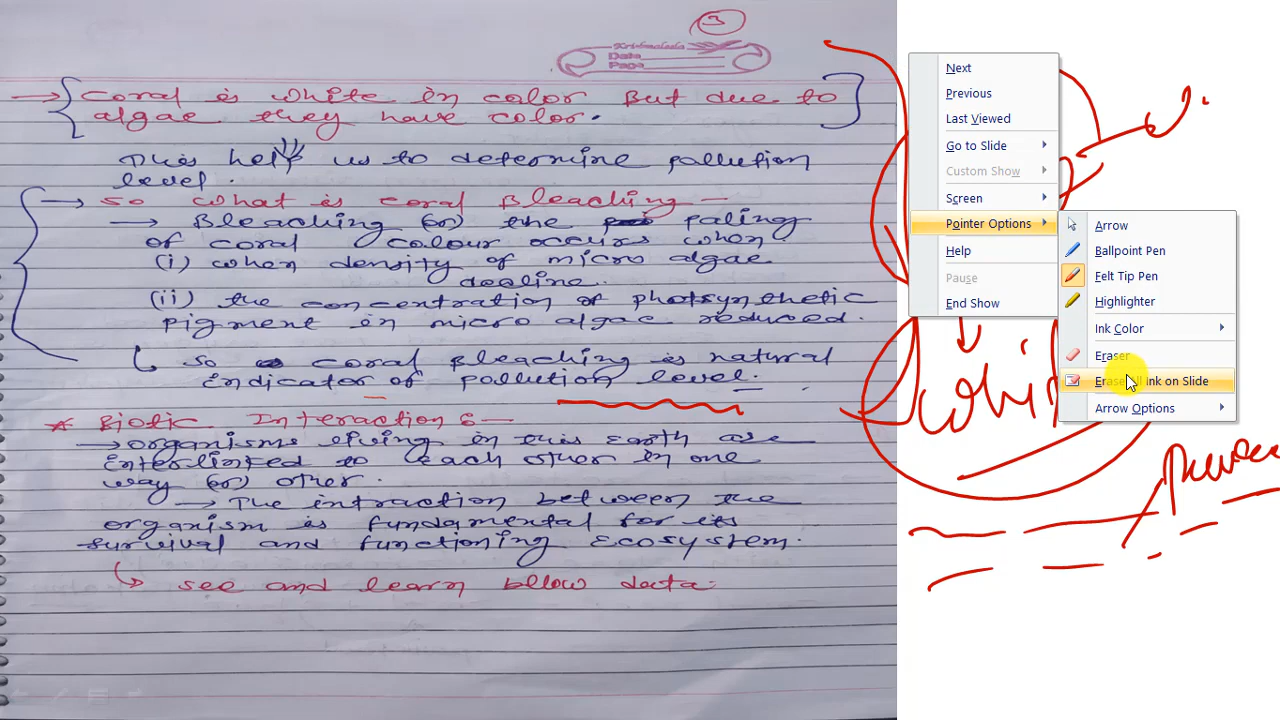 3
Krishnalala
Date
Page
→ Coral is white in color But due to
algae they have color.
This help us to determine pollution
level.
→ so what is coral Bleaching -
→ Bleaching (or) the paling
of coral colour occurs when
(i) when density of micro algae
decline.
(ii) the concentration of photsynthetic
pigment in micro algae reduced.
↳ so coral Bleaching is natural
indicator of pollution level.
* Biotic Interaction :-
→ organisms living in this Earth are
interlinked to each other in one
way (or) other.
→ The intraction between the
organism is fundamental for its
survival and functioning Ecosystem.
↳ see and learn bllow data:
Next
Previous
Last Viewed
Go to Slide
Custom Show
Screen
Pointer Options
Help
Pause
End Show
Arrow
Ballpoint Pen
Felt Tip Pen
Highlighter
Ink Color
Eraser
Erase All Ink on Slide
Arrow Options